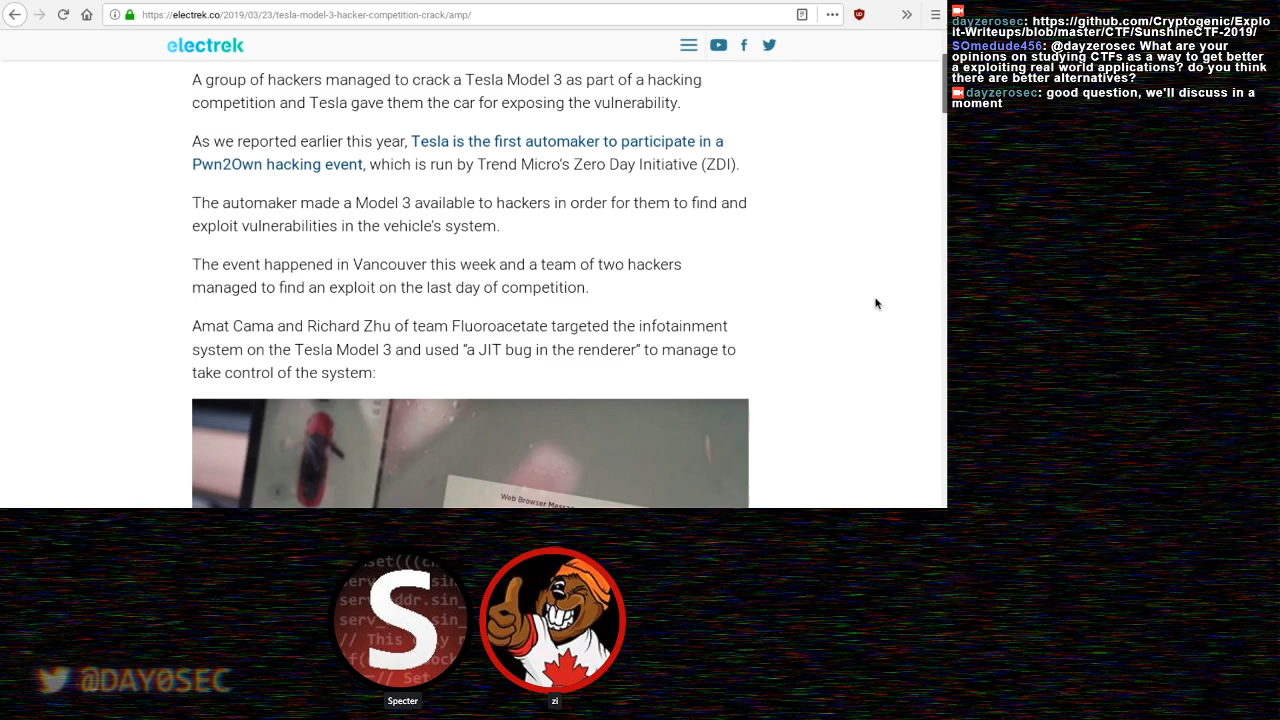 https://electrek.co/2019/03/23/tesla-model-3-hacker-competition-crack/amp/
electrek
A group of hackers managed to crack a Tesla Model 3 as part of a hacking
competition and Tesla gave them the car for exposing the vulnerability.
As we reported earlier this year, Tesla is the first automaker to participate in a
Pwn2Own hacking event, which is run by Trend Micro's Zero Day Initiative (ZDI).
The automaker made a Model 3 available to hackers in order for them to find and
exploit vulnerabilities in the vehicle's system.
The event happened in Vancouver this week and a team of two hackers
managed to find an exploit on the last day of competition.
Amat Cama and Richard Zhu of team Fluoroacetate targeted the infotainment
system on the Tesla Model 3 and used “a JIT bug in the renderer” to manage to
take control of the system:
Web Browser
dayzerosec: https://github.com/Cryptogenic/Explo
it-Writeups/blob/master/CTF/SunshineCTF-2019/
SOmedude456: @dayzerosec What are your
opinions on studying CTFs as a way to get better
a exploiting real world applications? do you think
there are better alternatives?
dayzerosec: good question, we'll discuss in a
moment
S
@DAY0SEC
Specter
zi